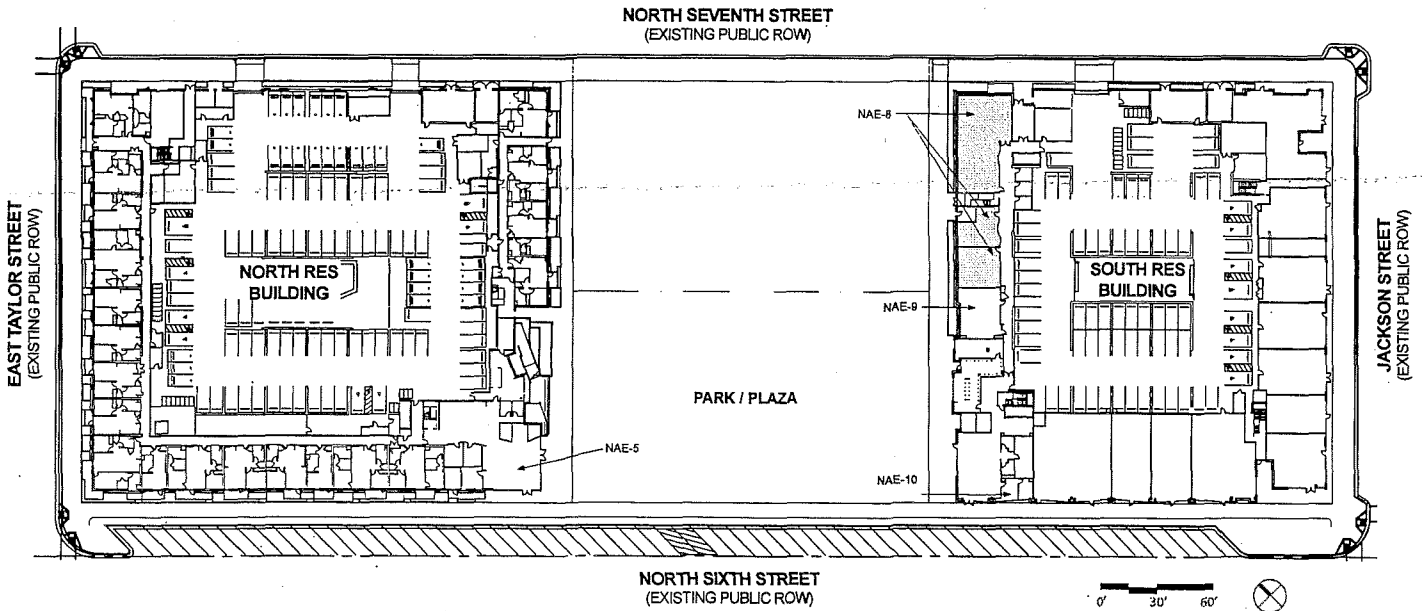 NORTH SEVENTH STREET
(EXISTING PUBLIC ROW)
NAE-8
EAST TAYLOR STREET
(EXISTING PUBLIC ROW)
NORTH RES
BUILDING
SOUTH RES
BUILDING
JACKSON STREET
(EXISTING PUBLIC ROW)
NAE-9
PARK / PLAZA
NAE-5
NAE-10
NORTH SIXTH STREET
(EXISTING PUBLIC ROW)
0' 30' 60'